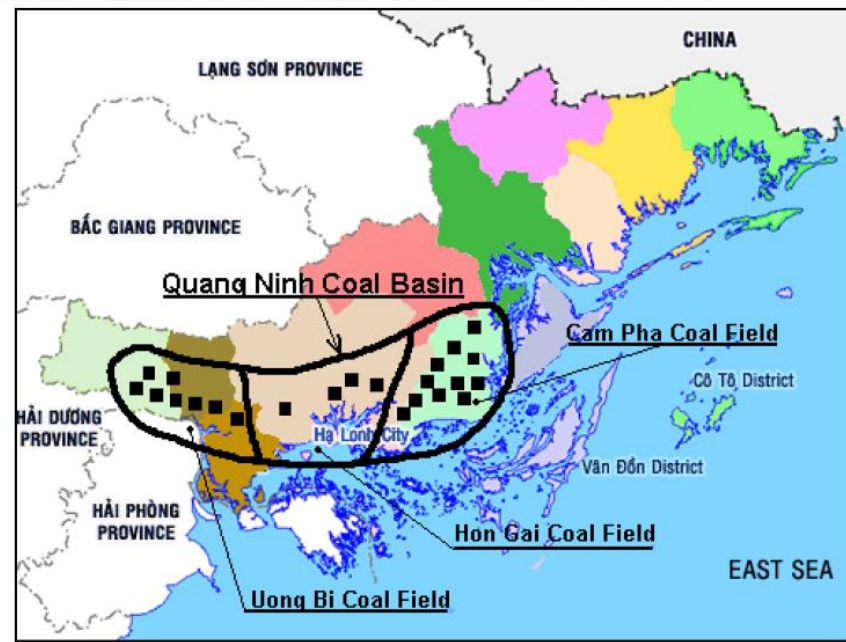 CHINA
LẠNG SƠN PROVINCE
BẮC GIANG PROVINCE
Quang Ninh Coal Basin
Cam Pha Coal Field
Cô Tô District
HẢI DƯƠNG
PROVINCE
Hạ Lonh City
Vân Đồn District
HẢI PHÒNG
PROVINCE
Hon Gai Coal Field
EAST SEA
Uong Bi Coal Field